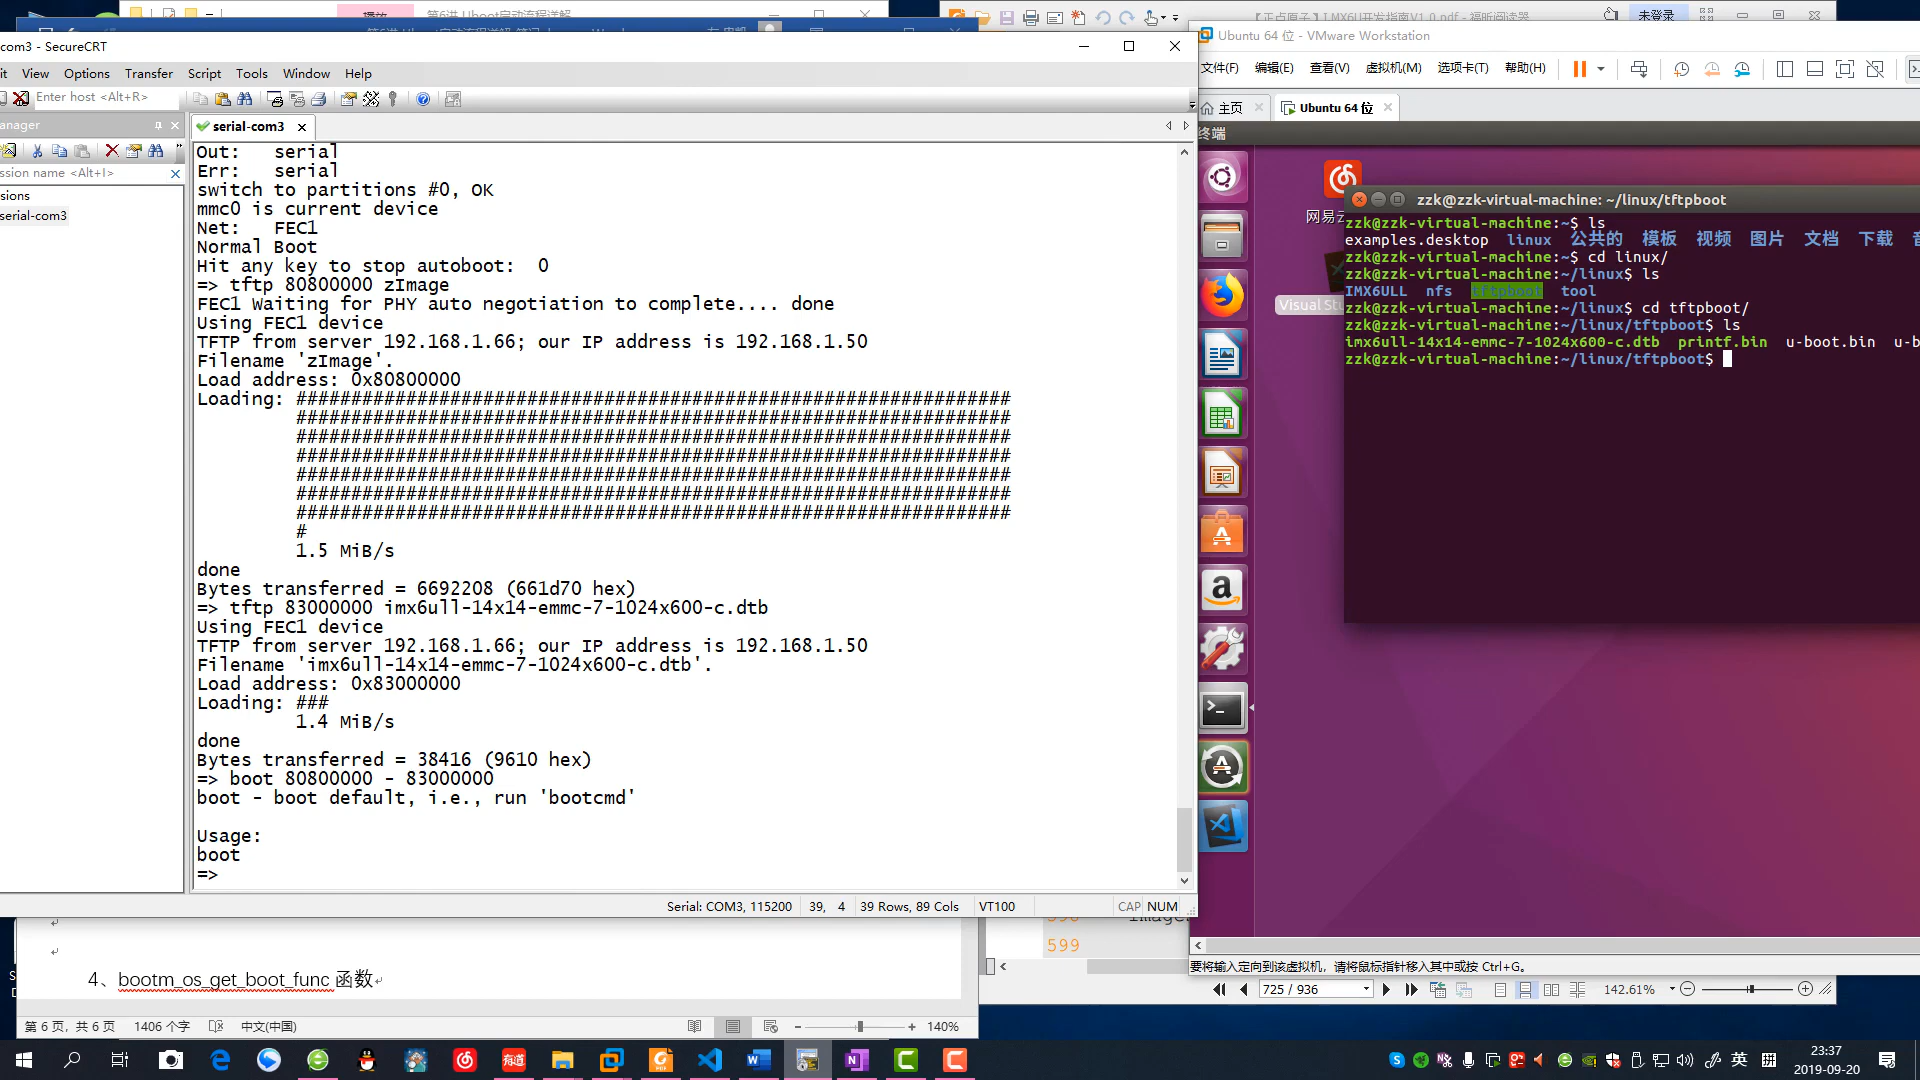 com3 - SecureCRT
it View Options Transfer Script Tools Window Help
Enter host <Alt+R>
anager
serial-com3
ssion name <Alt+I>
sions
serial-com3
Out:   serial
Err:   serial
switch to partitions #0, OK
mmc0 is current device
Net:   FEC1
Normal Boot
Hit any key to stop autoboot:  0
=> tftp 80800000 zImage
FEC1 Waiting for PHY auto negotiation to complete.... done
Using FEC1 device
TFTP from server 192.168.1.66; our IP address is 192.168.1.50
Filename 'zImage'.
Load address: 0x80800000
Loading: #################################################################
#################################################################
#################################################################
#################################################################
#################################################################
#################################################################
#################################################################
#
1.5 MiB/s
done
Bytes transferred = 6692208 (661d70 hex)
=> tftp 83000000 imx6ull-14x14-emmc-7-1024x600-c.dtb
Using FEC1 device
TFTP from server 192.168.1.66; our IP address is 192.168.1.50
Filename 'imx6ull-14x14-emmc-7-1024x600-c.dtb'.
Load address: 0x83000000
Loading: ###
1.4 MiB/s
done
Bytes transferred = 38416 (9610 hex)
=> boot 80800000 - 83000000
boot - boot default, i.e., run 'bootcmd'
Usage:
boot
=>
Serial: COM3, 115200 39, 4 39 Rows, 89 Cols VT100 CAP NUM
599
4、bootm_os_get_boot_func 函数
第 6 页，共 6 页 1406 个字 中文(中国) 140%
未登录
Ubuntu 64 位 - VMware Workstation
文件(F) 编辑(E) 查看(V) 虚拟机(M) 选项卡(T) 帮助(H)
主页 Ubuntu 64 位
终端
zzk@zzk-virtual-machine: ~/linux/tftpboot
zzk@zzk-virtual-machine:~$ ls
examples.desktop linux 公共的 模板 视频 图片 文档 下载
zzk@zzk-virtual-machine:~$ cd linux/
zzk@zzk-virtual-machine:~/linux$ ls
IMX6ULL nfs tftpboot tool
zzk@zzk-virtual-machine:~/linux$ cd tftpboot/
zzk@zzk-virtual-machine:~/linux/tftpboot$ ls
imx6ull-14x14-emmc-7-1024x600-c.dtb printf.bin u-boot.bin u-b
zzk@zzk-virtual-machine:~/linux/tftpboot$
Visual Stu
要将输入定向到该虚拟机，请将鼠标指针移入其中或按 Ctrl+G。
725 / 936 142.61%
英
23:37
2019-09-20